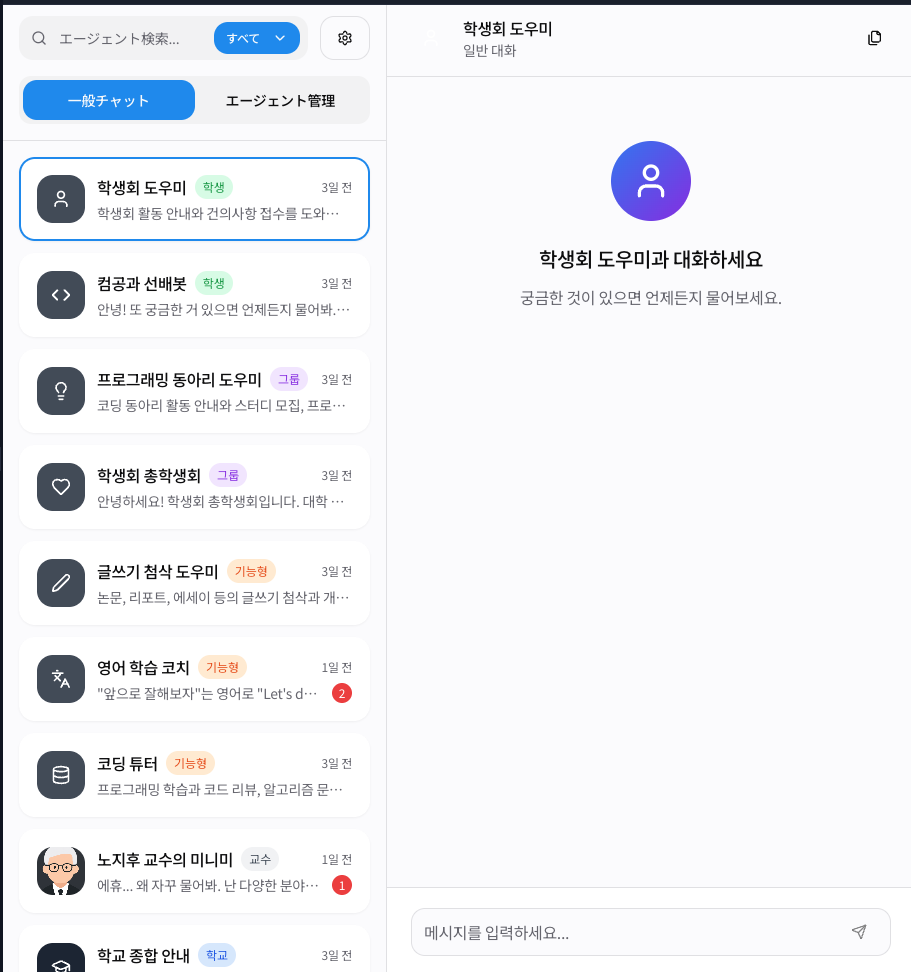 エージェント検索...
すべて
一般チャット
エージェント管理
학생회 도우미 학생 3일 전
학생회 활동 안내와 건의사항 접수를 도와…
컴공과 선배봇 학생 3일 전
안녕! 또 궁금한 거 있으면 언제든지 물어봐.…
프로그래밍 동아리 도우미 그룹 3일 전
코딩 동아리 활동 안내와 스터디 모집, 프로…
학생회 총학생회 그룹 3일 전
안녕하세요! 학생회 총학생회입니다. 대학 …
글쓰기 첨삭 도우미 기능형 3일 전
논문, 리포트, 에세이 등의 글쓰기 첨삭과 개…
영어 학습 코치 기능형 1일 전
"앞으로 잘해보자"는 영어로 "Let's d… 2
코딩 튜터 기능형 3일 전
프로그래밍 학습과 코드 리뷰, 알고리즘 문…
노지후 교수의 미니미 교수 1일 전
에휴... 왜 자꾸 물어봐. 난 다양한 분야… 1
학교 종합 안내 학교 3일 전
학생회 도우미
일반 대화
학생회 도우미과 대화하세요
궁금한 것이 있으면 언제든지 물어보세요.
메시지를 입력하세요...